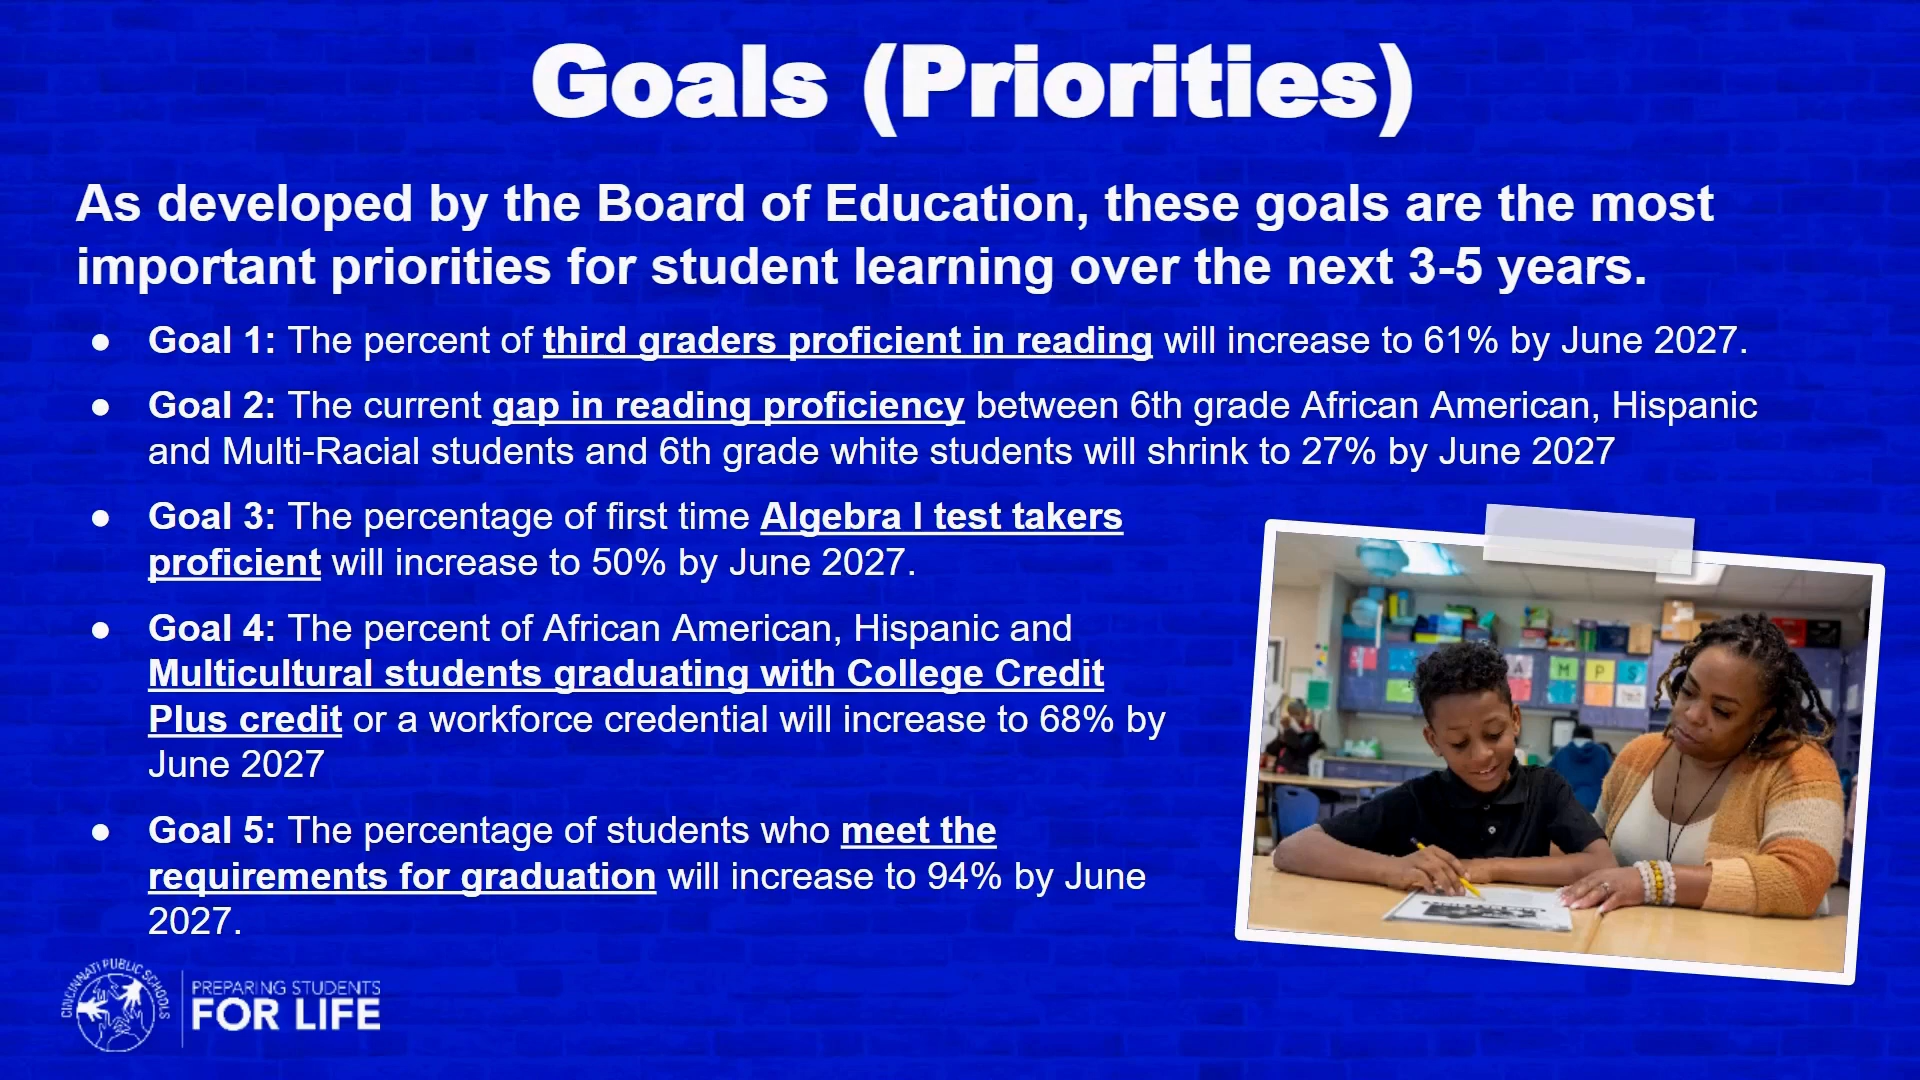 Goals (Priorities)
As developed by the Board of Education, these goals are the most
important priorities for student learning over the next 3-5 years.
● Goal 1: The percent of third graders proficient in reading will increase to 61% by June 2027.
● Goal 2: The current gap in reading proficiency between 6th grade African American, Hispanic
and Multi-Racial students and 6th grade white students will shrink to 27% by June 2027
● Goal 3: The percentage of first time Algebra I test takers
proficient will increase to 50% by June 2027.
● Goal 4: The percent of African American, Hispanic and
Multicultural students graduating with College Credit
Plus credit or a workforce credential will increase to 68% by
June 2027
● Goal 5: The percentage of students who meet the
requirements for graduation will increase to 94% by June
2027.
A M P S
CINCINNATI PUBLIC SCHOOLS
PREPARING STUDENTS
FOR LIFE